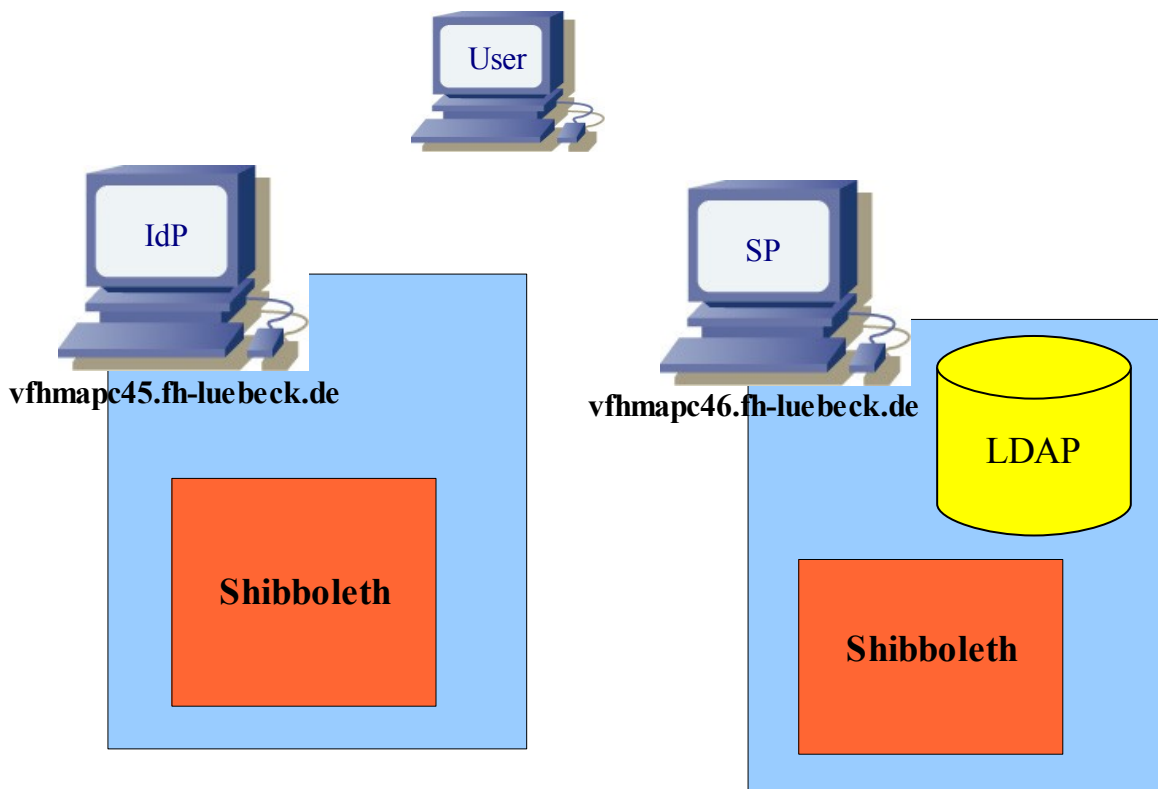 User
IdP
SP
vfhmapc45.fh-luebeck.de
vfhmapc46.fh-luebeck.de
LDAP
Shibboleth
Shibboleth